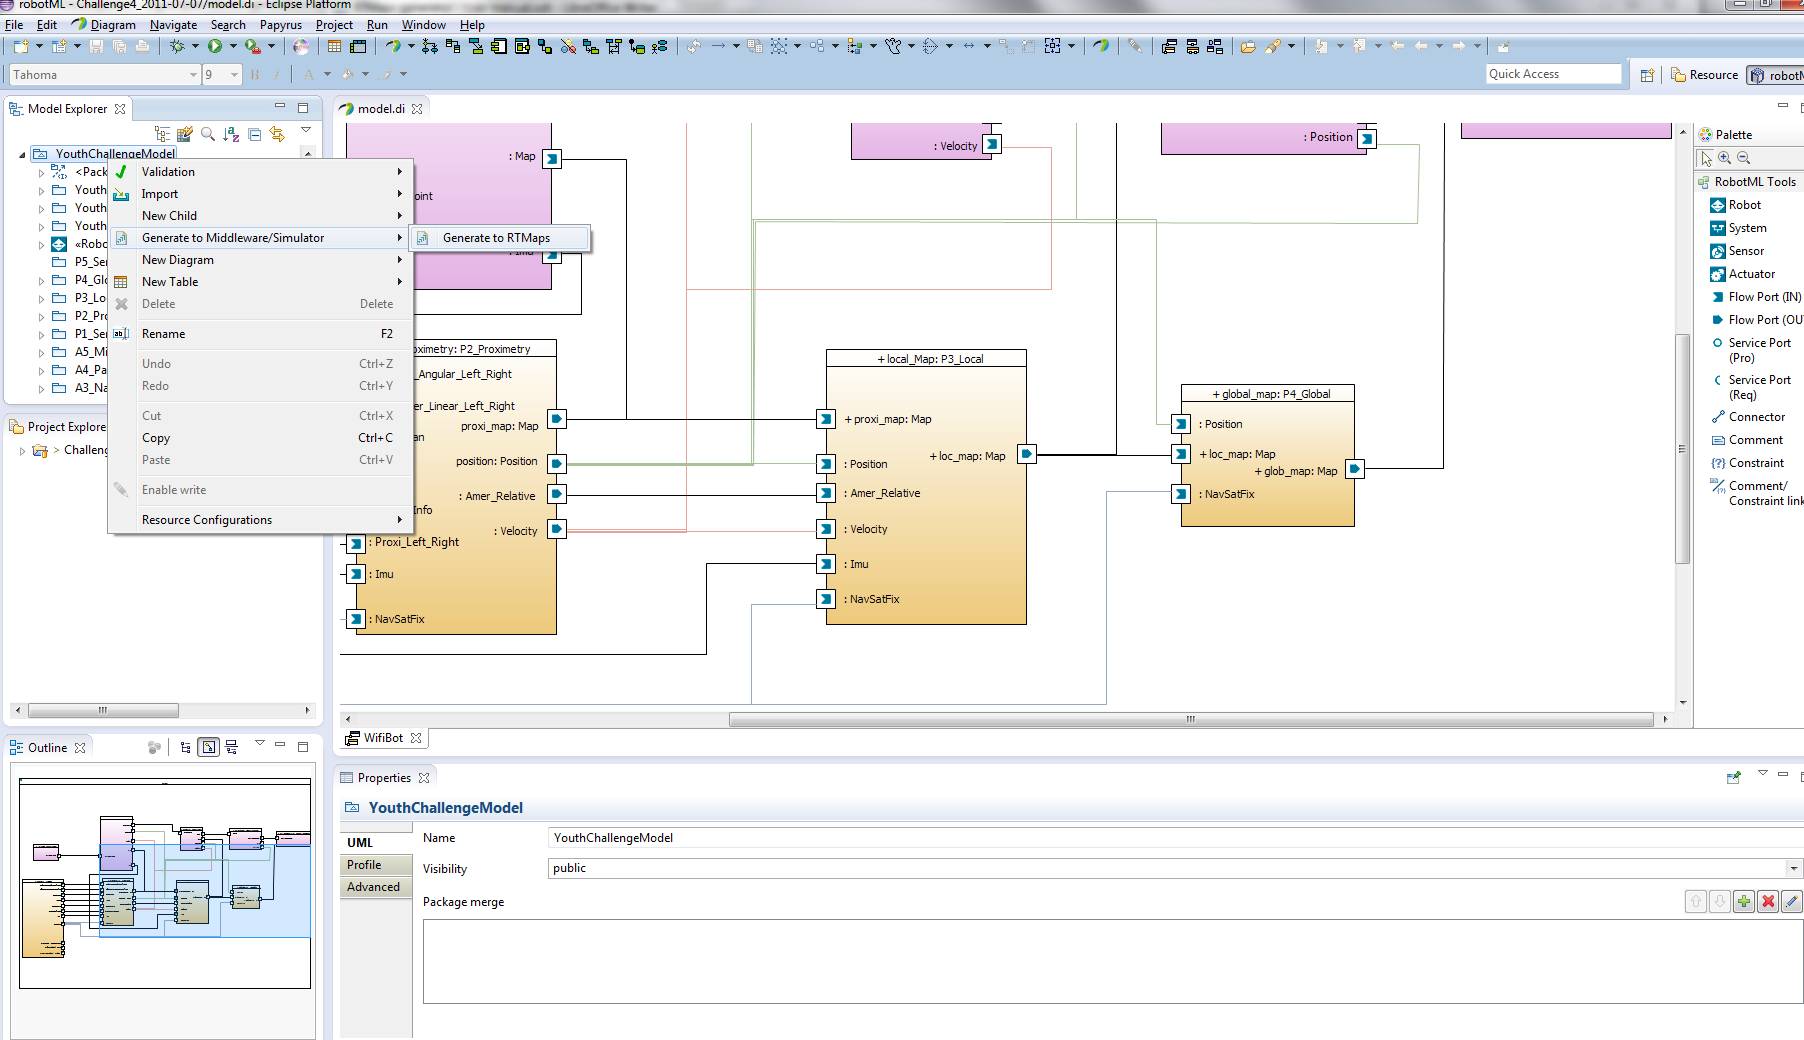 robotML - Challenge4_2011-07-07/model.di - Eclipse Platform
File Edit Diagram Navigate Search Papyrus Project Run Window Help
Tahoma 9 B I A Quick Access Resource robotM
Model Explorer
model.di
YouthChallengeModel
<Pack
Youth
Youth
Youth
«Robo
P5_Se
P4_Glo
P3_Lo
P2_Pro
P1_Se
A5_Mi
A4_Pa
A3_Na
Validation
Import
New Child
Generate to Middleware/Simulator
Generate to RTMaps
New Diagram
New Table
Delete Delete
Rename F2
Undo Ctrl+Z
Redo Ctrl+Y
Cut Ctrl+X
Copy Ctrl+C
Paste Ctrl+V
Enable write
Resource Configurations
Project Explore
> Challeng
: Map
oint
: Imu
: Velocity
: Position
oximetry: P2_Proximetry
_Angular_Left_Right
er_Linear_Left_Right
proxi_map: Map
an
position: Position
: Amer_Relative
Info
: Velocity
: Proxi_Left_Right
: Imu
: NavSatFix
+ local_Map: P3_Local
+ proxi_map: Map
+ loc_map: Map
: Position
: Amer_Relative
: Velocity
: Imu
: NavSatFix
+ global_map: P4_Global
: Position
+ loc_map: Map
+ glob_map: Map
: NavSatFix
Palette
RobotML Tools
Robot
System
Sensor
Actuator
Flow Port (IN)
Flow Port (OU
Service Port
(Pro)
Service Port
(Req)
Connector
Comment
Constraint
Comment/
Constraint link
WifiBot
Outline
Properties
YouthChallengeModel
UML
Profile
Advanced
Name YouthChallengeModel
Visibility public
Package merge